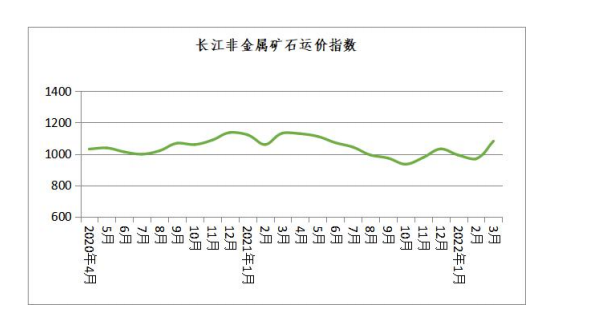 长江非金属矿石运价指数
1400
1200
1000
800
600
2020年4月
5月
6月
7月
8月
9月
10月
11月
12月
2021年1月
2月
3月
4月
5月
6月
7月
8月
9月
10月
11月
12月
2022年1月
2月
3月